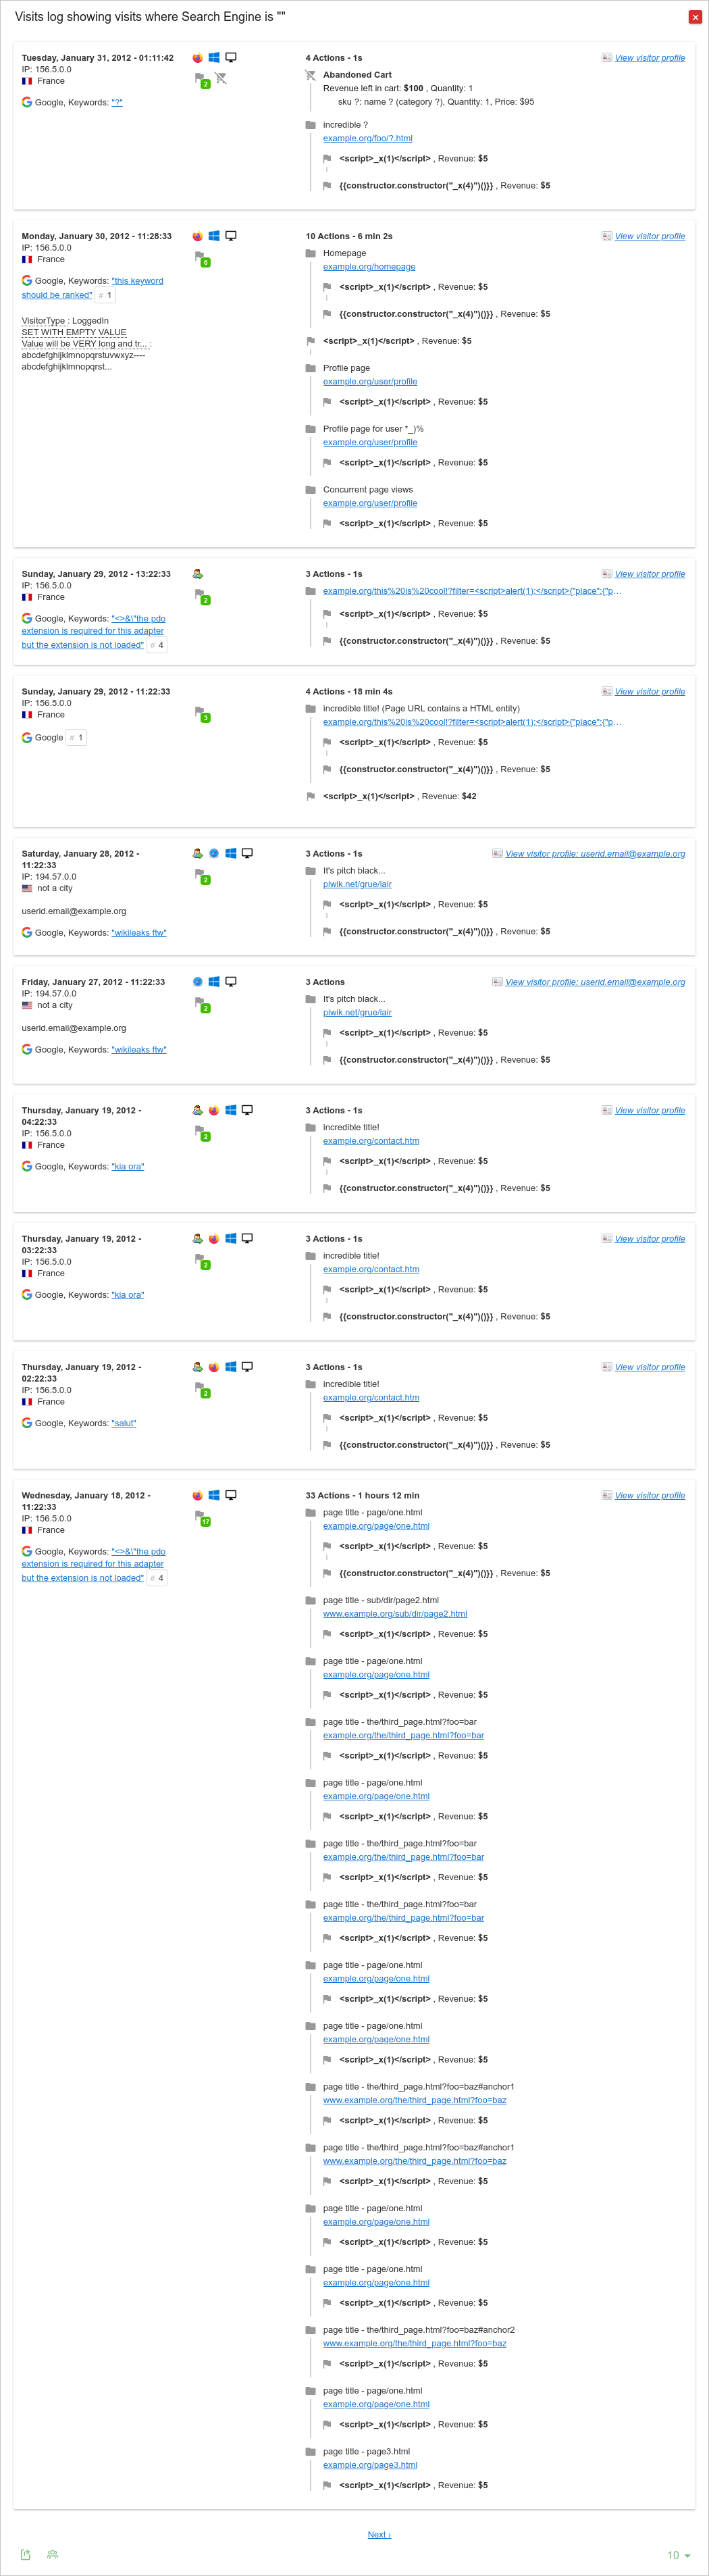 Visits log showing visits where Search Engine is ""
Tuesday, January 31, 2012 - 01:11:42
IP: 156.5.0.0
France
Google, Keywords: "?"
2
4 Actions - 1s
View visitor profile
Abandoned Cart
Revenue left in cart: $100 , Quantity: 1
sku ?: name ? (category ?), Quantity: 1, Price: $95
incredible ?
example.org/foo/?.html
<script>_x(1)</script> , Revenue: $5
{{constructor.constructor("_x(4)")()}} , Revenue: $5
Monday, January 30, 2012 - 11:28:33
IP: 156.5.0.0
France
Google, Keywords: "this keyword
should be ranked" # 1
VisitorType : LoggedIn
SET WITH EMPTY VALUE
Value will be VERY long and tr... :
abcdefghijklmnopqrstuvwxyz----
abcdefghijklmnopqrst...
6
10 Actions - 6 min 2s
View visitor profile
Homepage
example.org/homepage
<script>_x(1)</script> , Revenue: $5
{{constructor.constructor("_x(4)")()}} , Revenue: $5
<script>_x(1)</script> , Revenue: $5
Profile page
example.org/user/profile
<script>_x(1)</script> , Revenue: $5
Profile page for user *_)%
example.org/user/profile
<script>_x(1)</script> , Revenue: $5
Concurrent page views
example.org/user/profile
<script>_x(1)</script> , Revenue: $5
Sunday, January 29, 2012 - 13:22:33
IP: 156.5.0.0
France
Google, Keywords: "<>&\"the pdo
extension is required for this adapter
but the extension is not loaded" # 4
2
3 Actions - 1s
View visitor profile
example.org/this%20is%20cool!?filter=<script>alert(1);</script>{"place":{"p...
<script>_x(1)</script> , Revenue: $5
{{constructor.constructor("_x(4)")()}} , Revenue: $5
Sunday, January 29, 2012 - 11:22:33
IP: 156.5.0.0
France
Google # 1
3
4 Actions - 18 min 4s
View visitor profile
incredible title! (Page URL contains a HTML entity)
example.org/this%20is%20cool!?filter=<script>alert(1);</script>{"place":{"p...
<script>_x(1)</script> , Revenue: $5
{{constructor.constructor("_x(4)")()}} , Revenue: $5
<script>_x(1)</script> , Revenue: $42
Saturday, January 28, 2012 -
11:22:33
IP: 194.57.0.0
not a city
userid.email@example.org
Google, Keywords: "wikileaks ftw"
2
3 Actions - 1s
View visitor profile: userid.email@example.org
It's pitch black...
piwik.net/grue/lair
<script>_x(1)</script> , Revenue: $5
{{constructor.constructor("_x(4)")()}} , Revenue: $5
Friday, January 27, 2012 - 11:22:33
IP: 194.57.0.0
not a city
userid.email@example.org
Google, Keywords: "wikileaks ftw"
2
3 Actions
View visitor profile: userid.email@example.org
It's pitch black...
piwik.net/grue/lair
<script>_x(1)</script> , Revenue: $5
{{constructor.constructor("_x(4)")()}} , Revenue: $5
Thursday, January 19, 2012 -
04:22:33
IP: 156.5.0.0
France
Google, Keywords: "kia ora"
2
3 Actions - 1s
View visitor profile
incredible title!
example.org/contact.htm
<script>_x(1)</script> , Revenue: $5
{{constructor.constructor("_x(4)")()}} , Revenue: $5
Thursday, January 19, 2012 -
03:22:33
IP: 156.5.0.0
France
Google, Keywords: "kia ora"
2
3 Actions - 1s
View visitor profile
incredible title!
example.org/contact.htm
<script>_x(1)</script> , Revenue: $5
{{constructor.constructor("_x(4)")()}} , Revenue: $5
Thursday, January 19, 2012 -
02:22:33
IP: 156.5.0.0
France
Google, Keywords: "salut"
2
3 Actions - 1s
View visitor profile
incredible title!
example.org/contact.htm
<script>_x(1)</script> , Revenue: $5
{{constructor.constructor("_x(4)")()}} , Revenue: $5
Wednesday, January 18, 2012 -
11:22:33
IP: 156.5.0.0
France
Google, Keywords: "<>&\"the pdo
extension is required for this adapter
but the extension is not loaded" # 4
17
33 Actions - 1 hours 12 min
View visitor profile
page title - page/one.html
example.org/page/one.html
<script>_x(1)</script> , Revenue: $5
{{constructor.constructor("_x(4)")()}} , Revenue: $5
page title - sub/dir/page2.html
www.example.org/sub/dir/page2.html
<script>_x(1)</script> , Revenue: $5
page title - page/one.html
example.org/page/one.html
<script>_x(1)</script> , Revenue: $5
page title - the/third_page.html?foo=bar
example.org/the/third_page.html?foo=bar
<script>_x(1)</script> , Revenue: $5
page title - page/one.html
example.org/page/one.html
<script>_x(1)</script> , Revenue: $5
page title - the/third_page.html?foo=bar
example.org/the/third_page.html?foo=bar
<script>_x(1)</script> , Revenue: $5
page title - the/third_page.html?foo=bar
example.org/the/third_page.html?foo=bar
<script>_x(1)</script> , Revenue: $5
page title - page/one.html
example.org/page/one.html
<script>_x(1)</script> , Revenue: $5
page title - page/one.html
example.org/page/one.html
<script>_x(1)</script> , Revenue: $5
page title - the/third_page.html?foo=baz#anchor1
www.example.org/the/third_page.html?foo=baz
<script>_x(1)</script> , Revenue: $5
page title - the/third_page.html?foo=baz#anchor1
www.example.org/the/third_page.html?foo=baz
<script>_x(1)</script> , Revenue: $5
page title - page/one.html
example.org/page/one.html
<script>_x(1)</script> , Revenue: $5
page title - page/one.html
example.org/page/one.html
<script>_x(1)</script> , Revenue: $5
page title - the/third_page.html?foo=baz#anchor2
www.example.org/the/third_page.html?foo=baz
<script>_x(1)</script> , Revenue: $5
page title - page/one.html
example.org/page/one.html
<script>_x(1)</script> , Revenue: $5
page title - page3.html
example.org/page3.html
<script>_x(1)</script> , Revenue: $5
Next ›
10